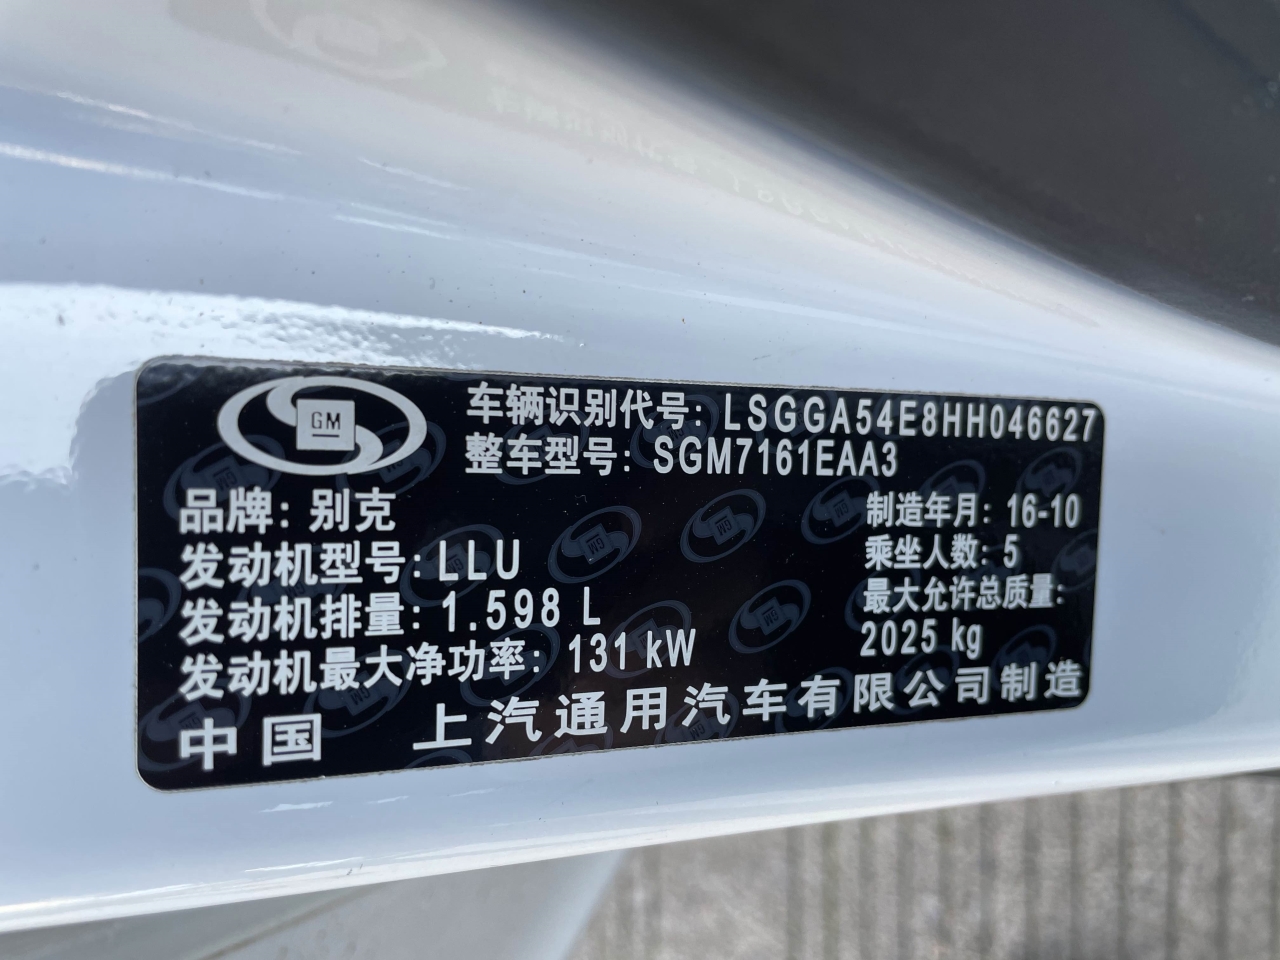 GM
车辆识别代号: LSGGA54E8HH046627
整车型号: SGM7161EAA3
品牌: 别克
制造年月: 16-10
发动机型号: LLU
乘坐人数: 5
发动机排量: 1.598 L
最大允许总质量:
2025 kg
发动机最大净功率: 131 kW
中国 上汽通用汽车有限公司制造